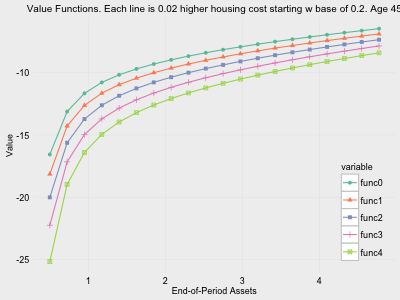 Value Functions. Each line is 0.02 higher housing cost starting w base of 0.2. Age 45
-10
-15
-20
-25
Value
1
2
3
4
End-of-Period Assets
variable
func0
func1
func2
func3
func4